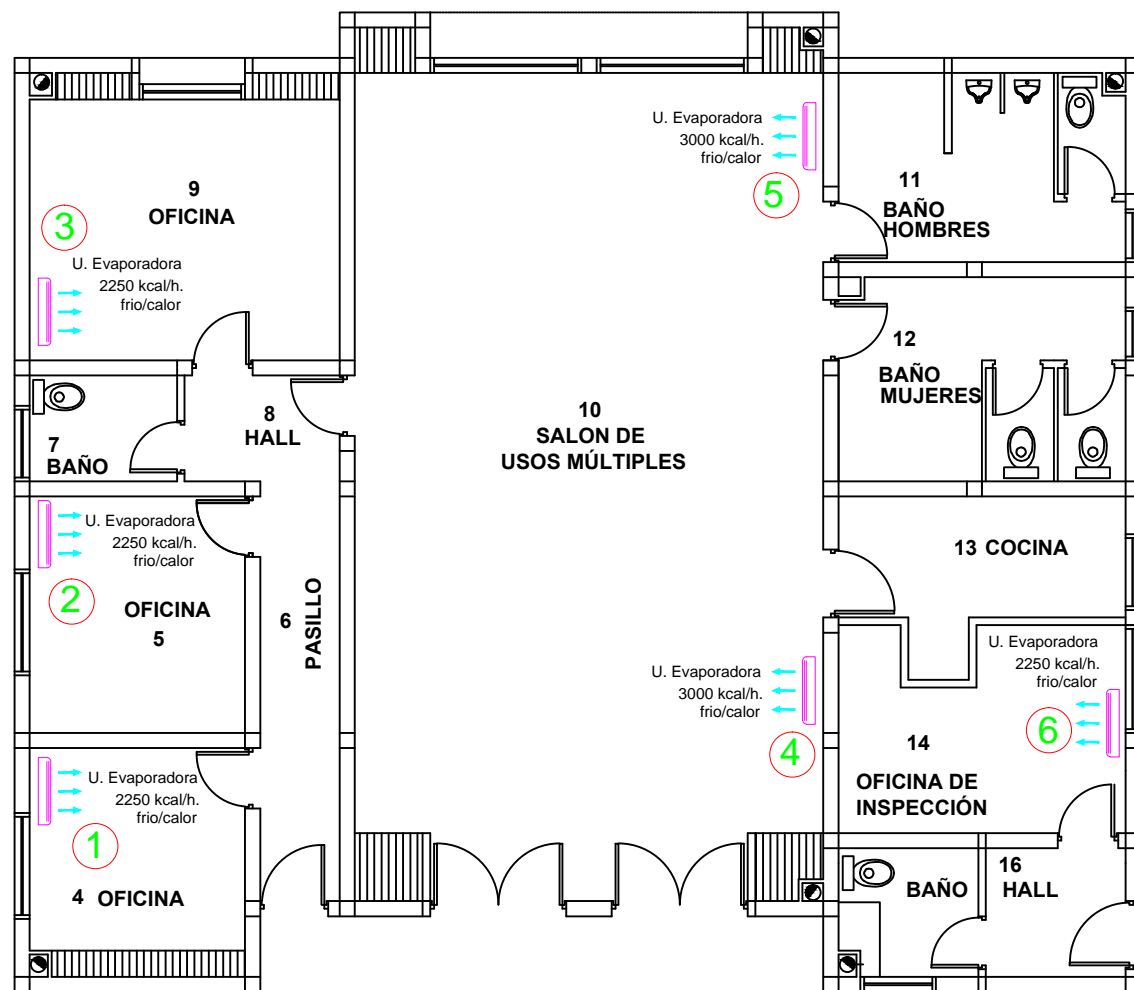 U. Evaporadora
3000 kcal/h.
frio/calor
5
9
OFICINA
3
U. Evaporadora
2250 kcal/h.
frio/calor
11
BAÑO
HOMBRES
12
BAÑO
MUJERES
8
HALL
7
BAÑO
10
SALON DE
USOS MÚLTIPLES
U. Evaporadora
2250 kcal/h.
frio/calor
2
OFICINA
5
6
PASILLO
13 COCINA
U. Evaporadora
3000 kcal/h.
frio/calor
4
U. Evaporadora
2250 kcal/h.
frio/calor
6
14
OFICINA DE
INSPECCIÓN
U. Evaporadora
2250 kcal/h.
frio/calor
1
4 OFICINA
BAÑO
16
HALL